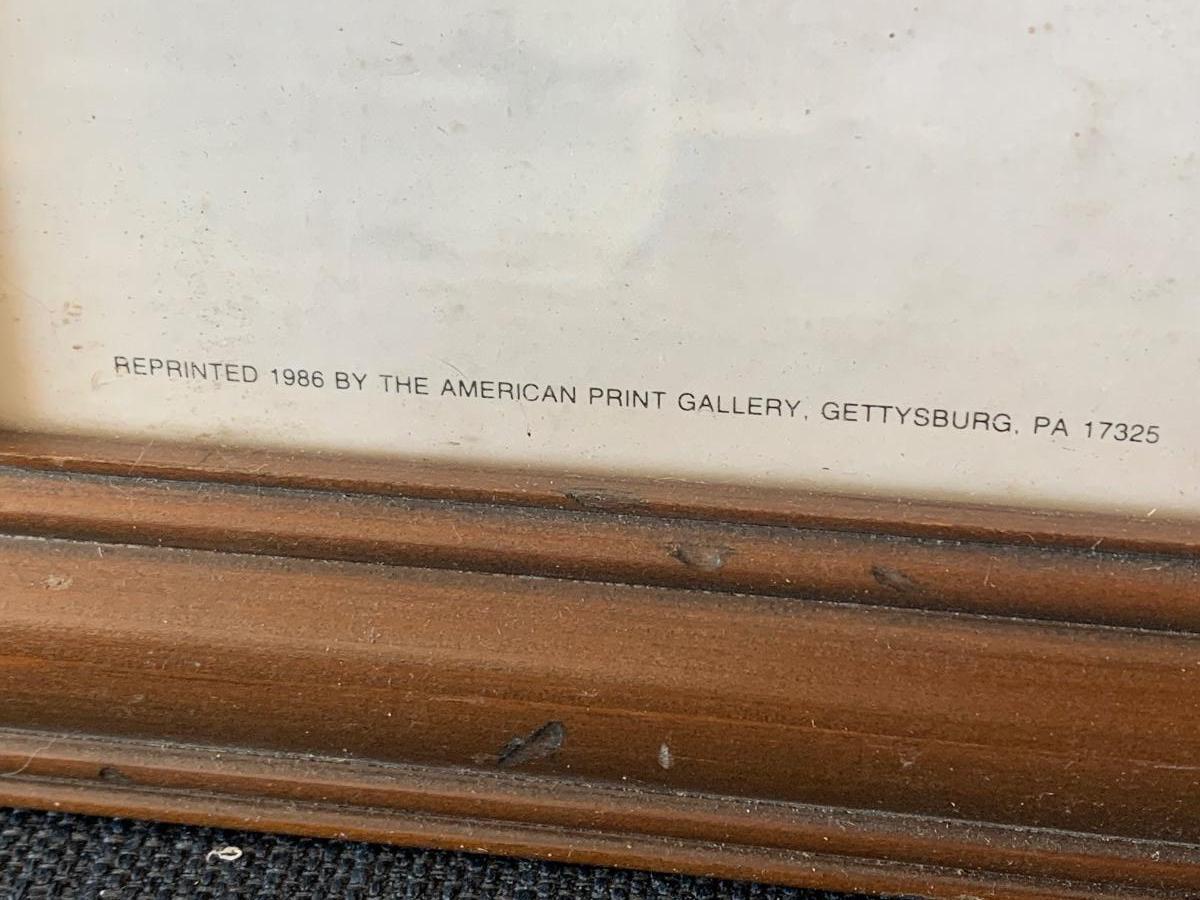 REPRINTED 1986 BY THE AMERICAN PRINT GALLERY, GETTYSBURG, PA 17325